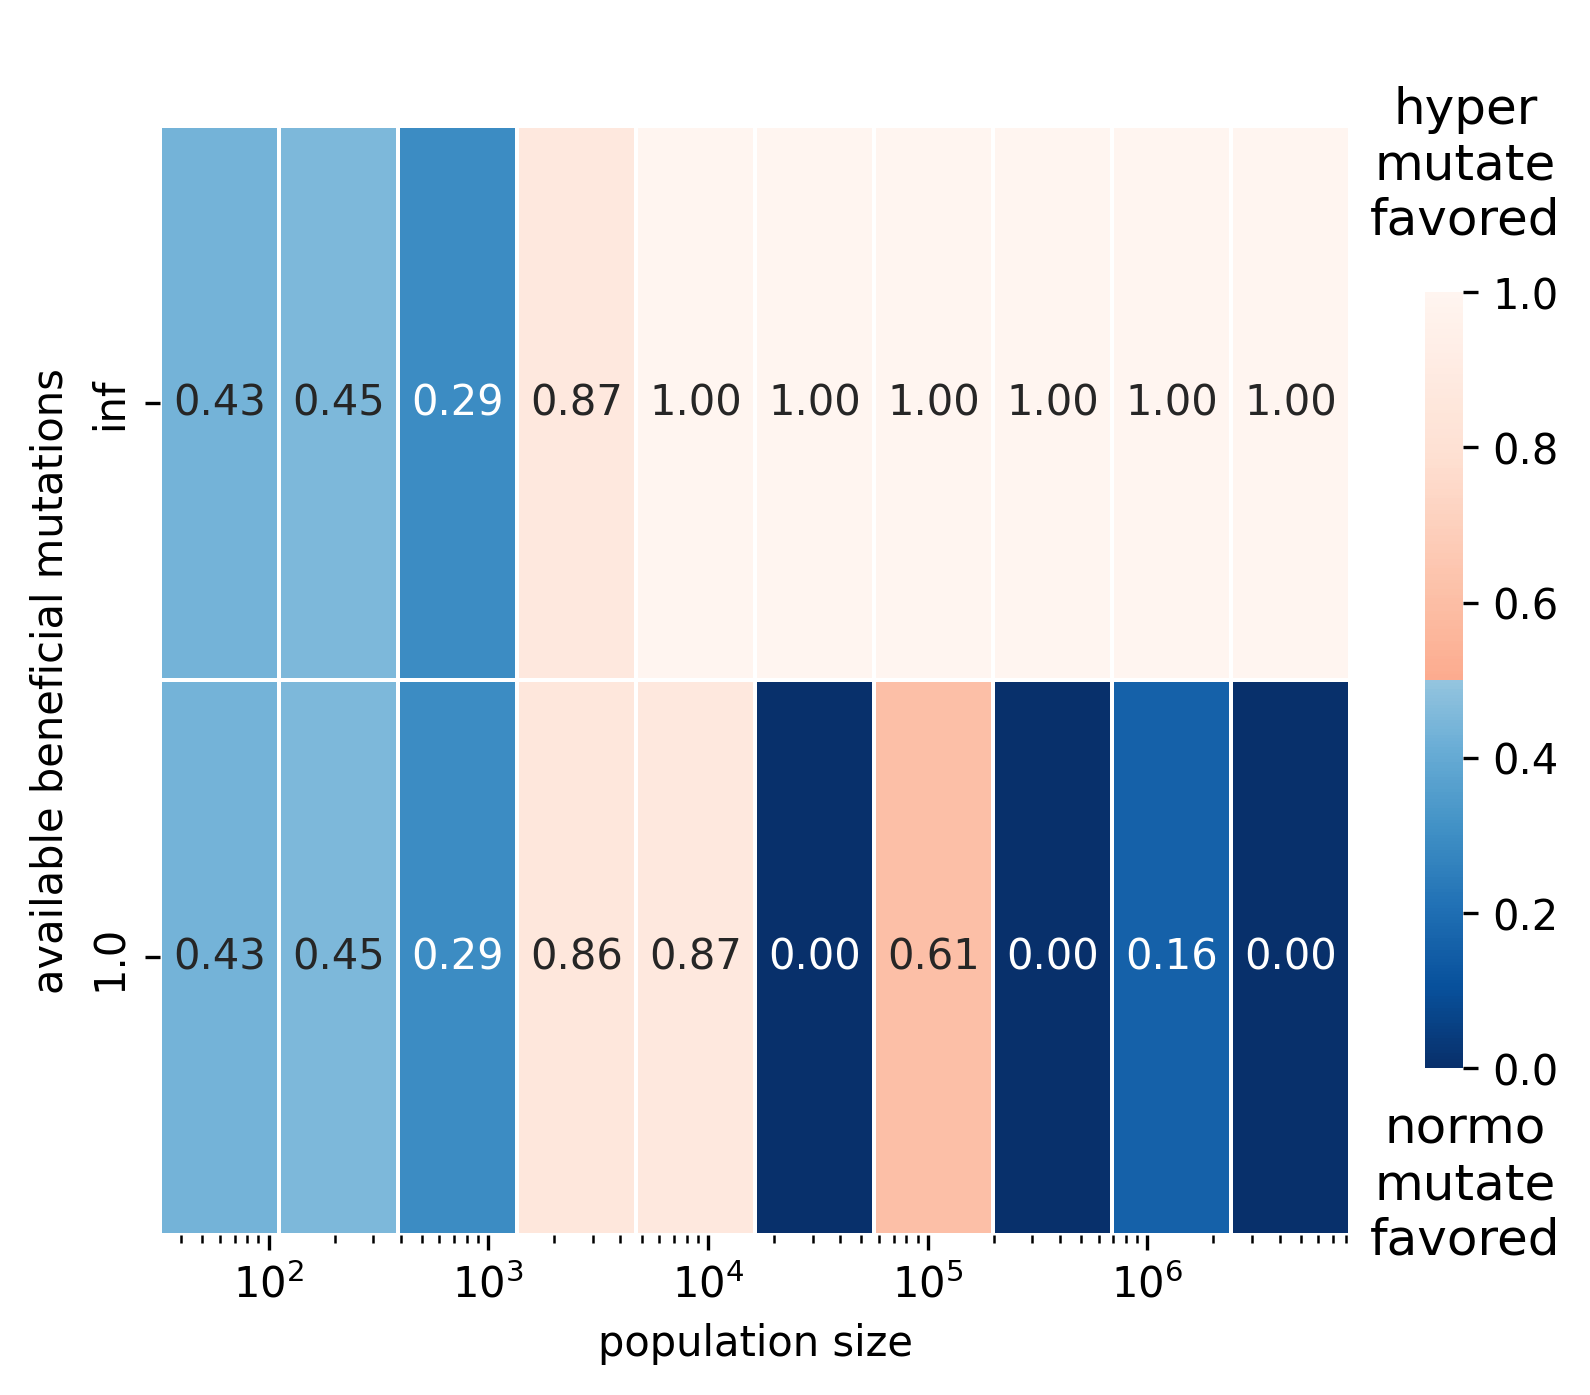 hyper
mutate
favored
available beneficial mutations
inf
0.43 0.45 0.29 0.87 1.00 1.00 1.00 1.00 1.00 1.00
1.0
0.43 0.45 0.29 0.86 0.87 0.00 0.61 0.00 0.16 0.00
1.0
0.8
0.6
0.4
0.2
0.0
normo
mutate
favored
10² 10³ 10⁴ 10⁵ 10⁶
population size